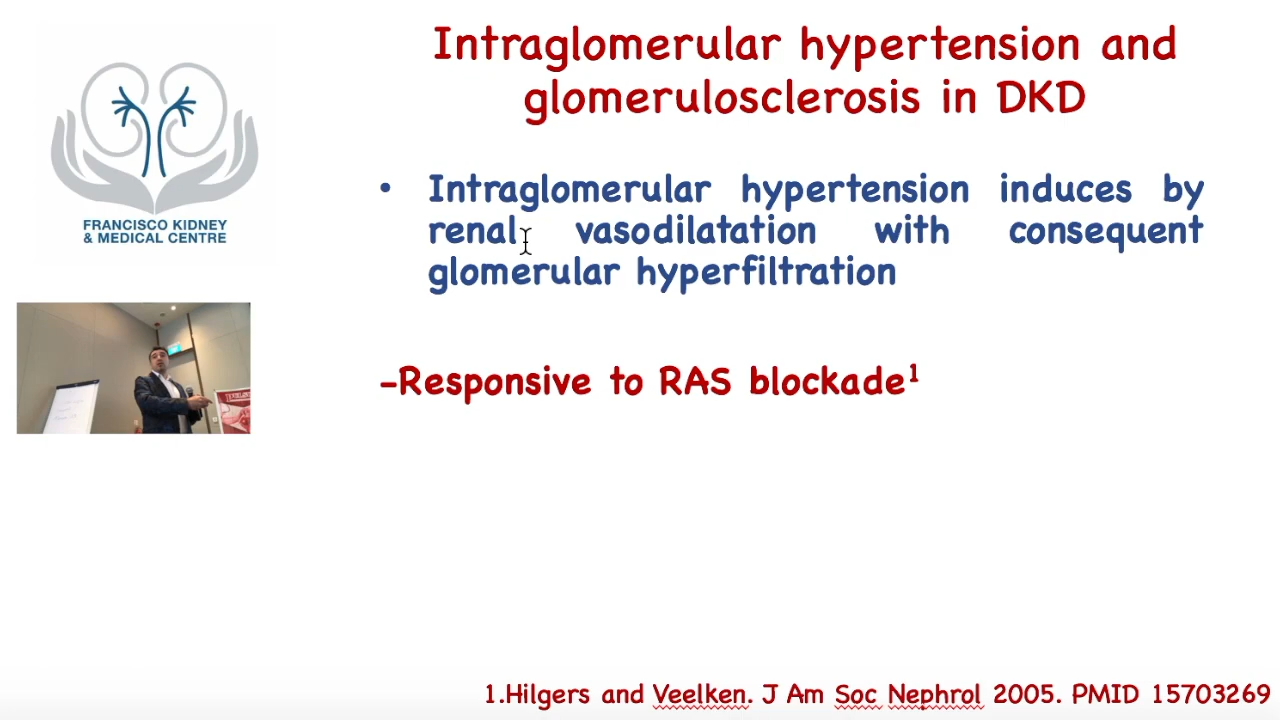 Intraglomerular hypertension and
glomerulosclerosis in DKD
FRANCISCO KIDNEY
& MEDICAL CENTRE
• Intraglomerular hypertension induces by
renal vasodilatation with consequent
glomerular hyperfiltration
-Responsive to RAS blockade¹
1.Hilgers and Veelken. J Am Soc Nephrol 2005. PMID 15703269